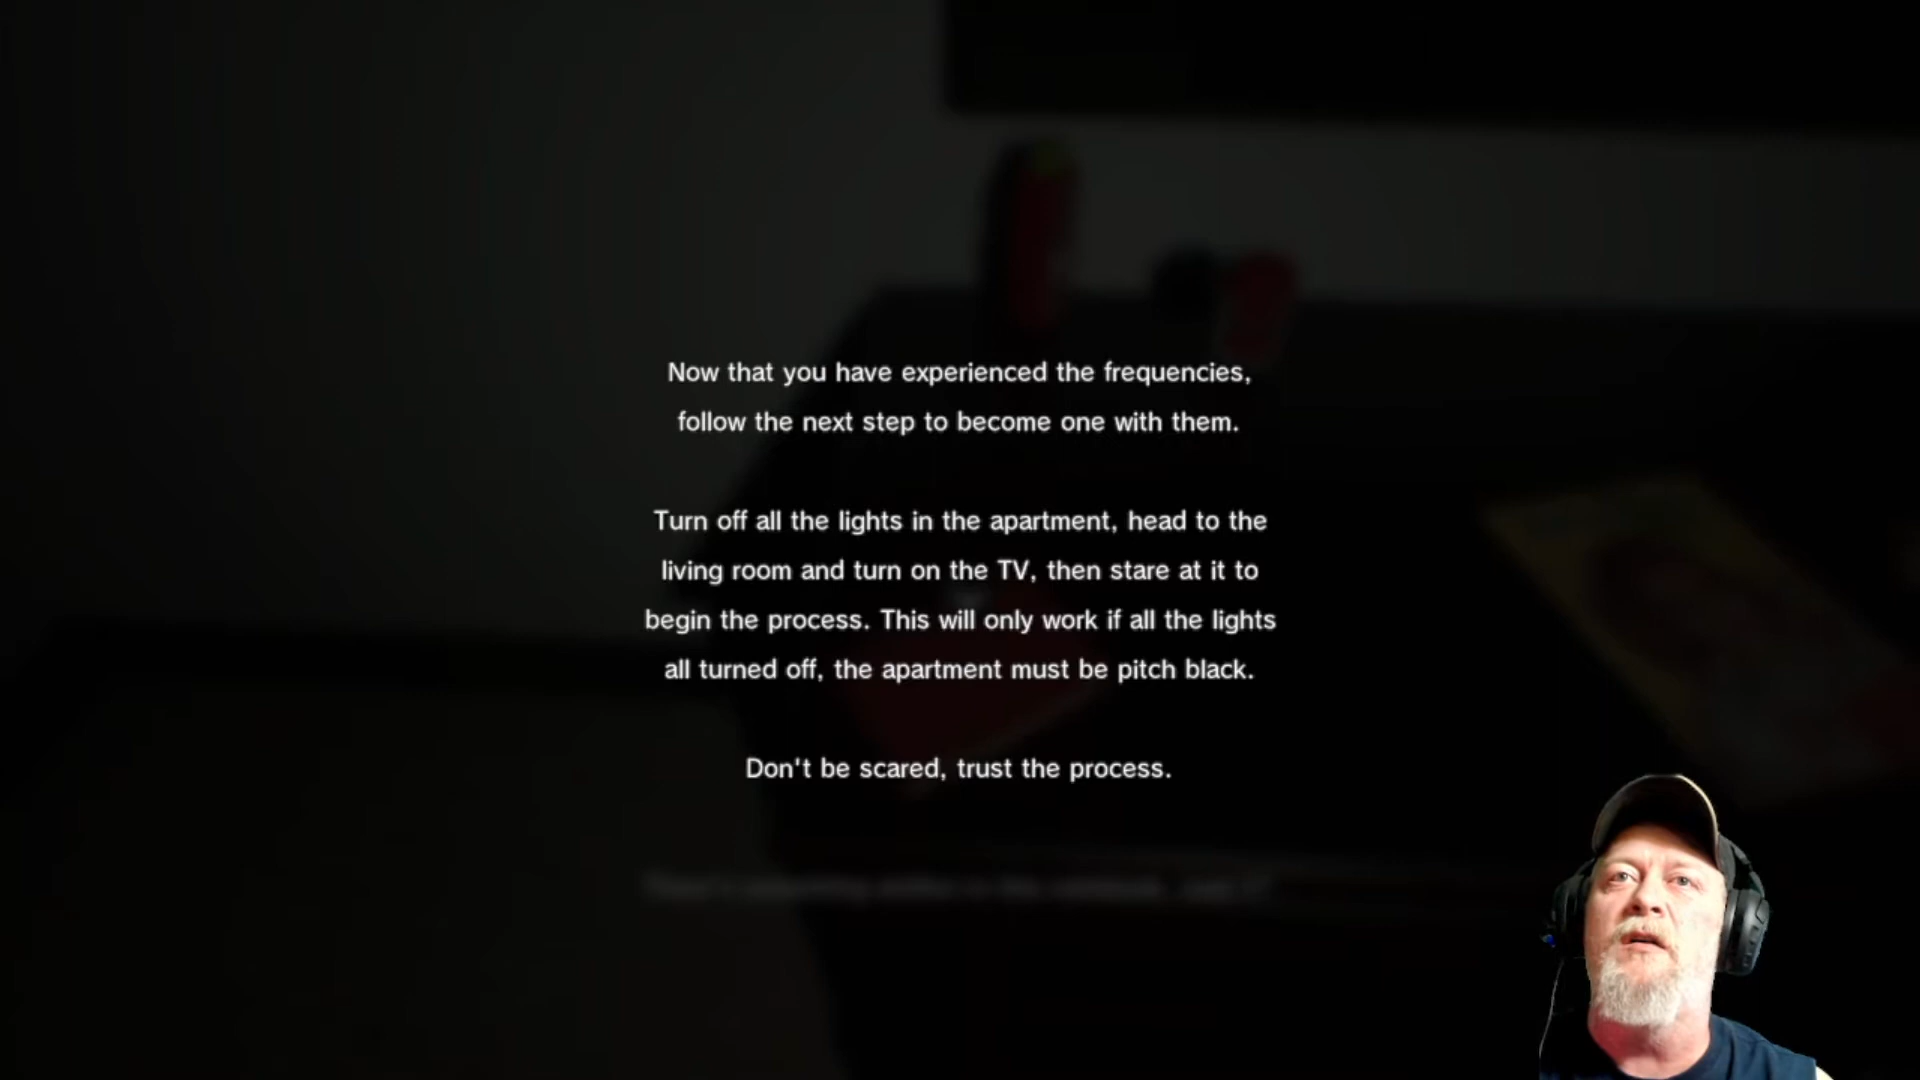 Now that you have experienced the frequencies,
follow the next step to become one with them.
Turn off all the lights in the apartment, head to the
living room and turn on the TV, then stare at it to
begin the process. This will only work if all the lights
all turned off, the apartment must be pitch black.
Don't be scared, trust the process.